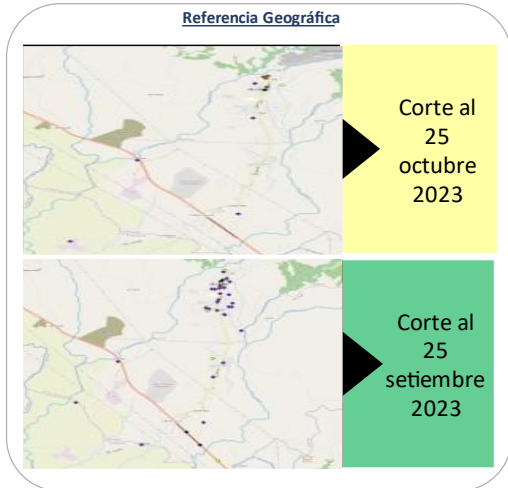 Referencia Geográfica
Corte al
25
octubre
2023
Corte al
25
setiembre
2023